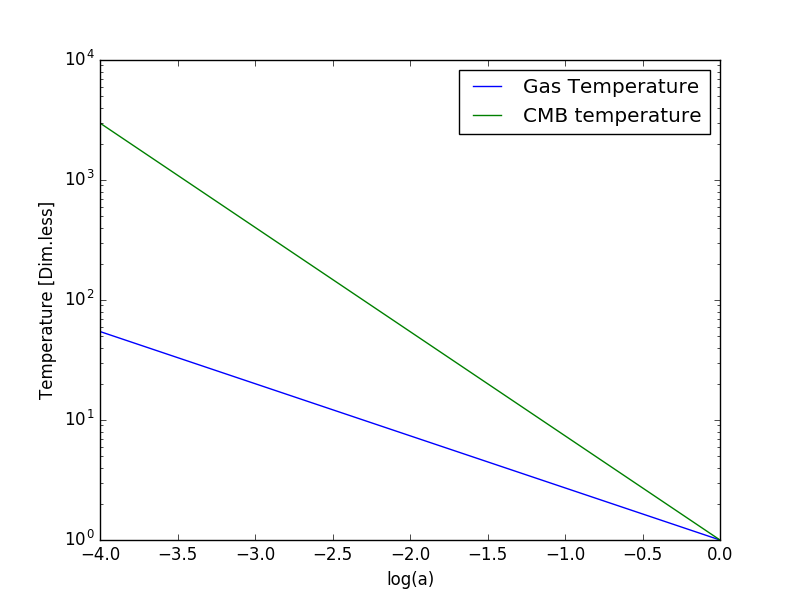 10^4
10^3
10^2
10^1
10^0
Temperature [Dim.less]
Gas Temperature
CMB temperature
−4.0 −3.5 −3.0 −2.5 −2.0 −1.5 −1.0 −0.5 0.0
log(a)